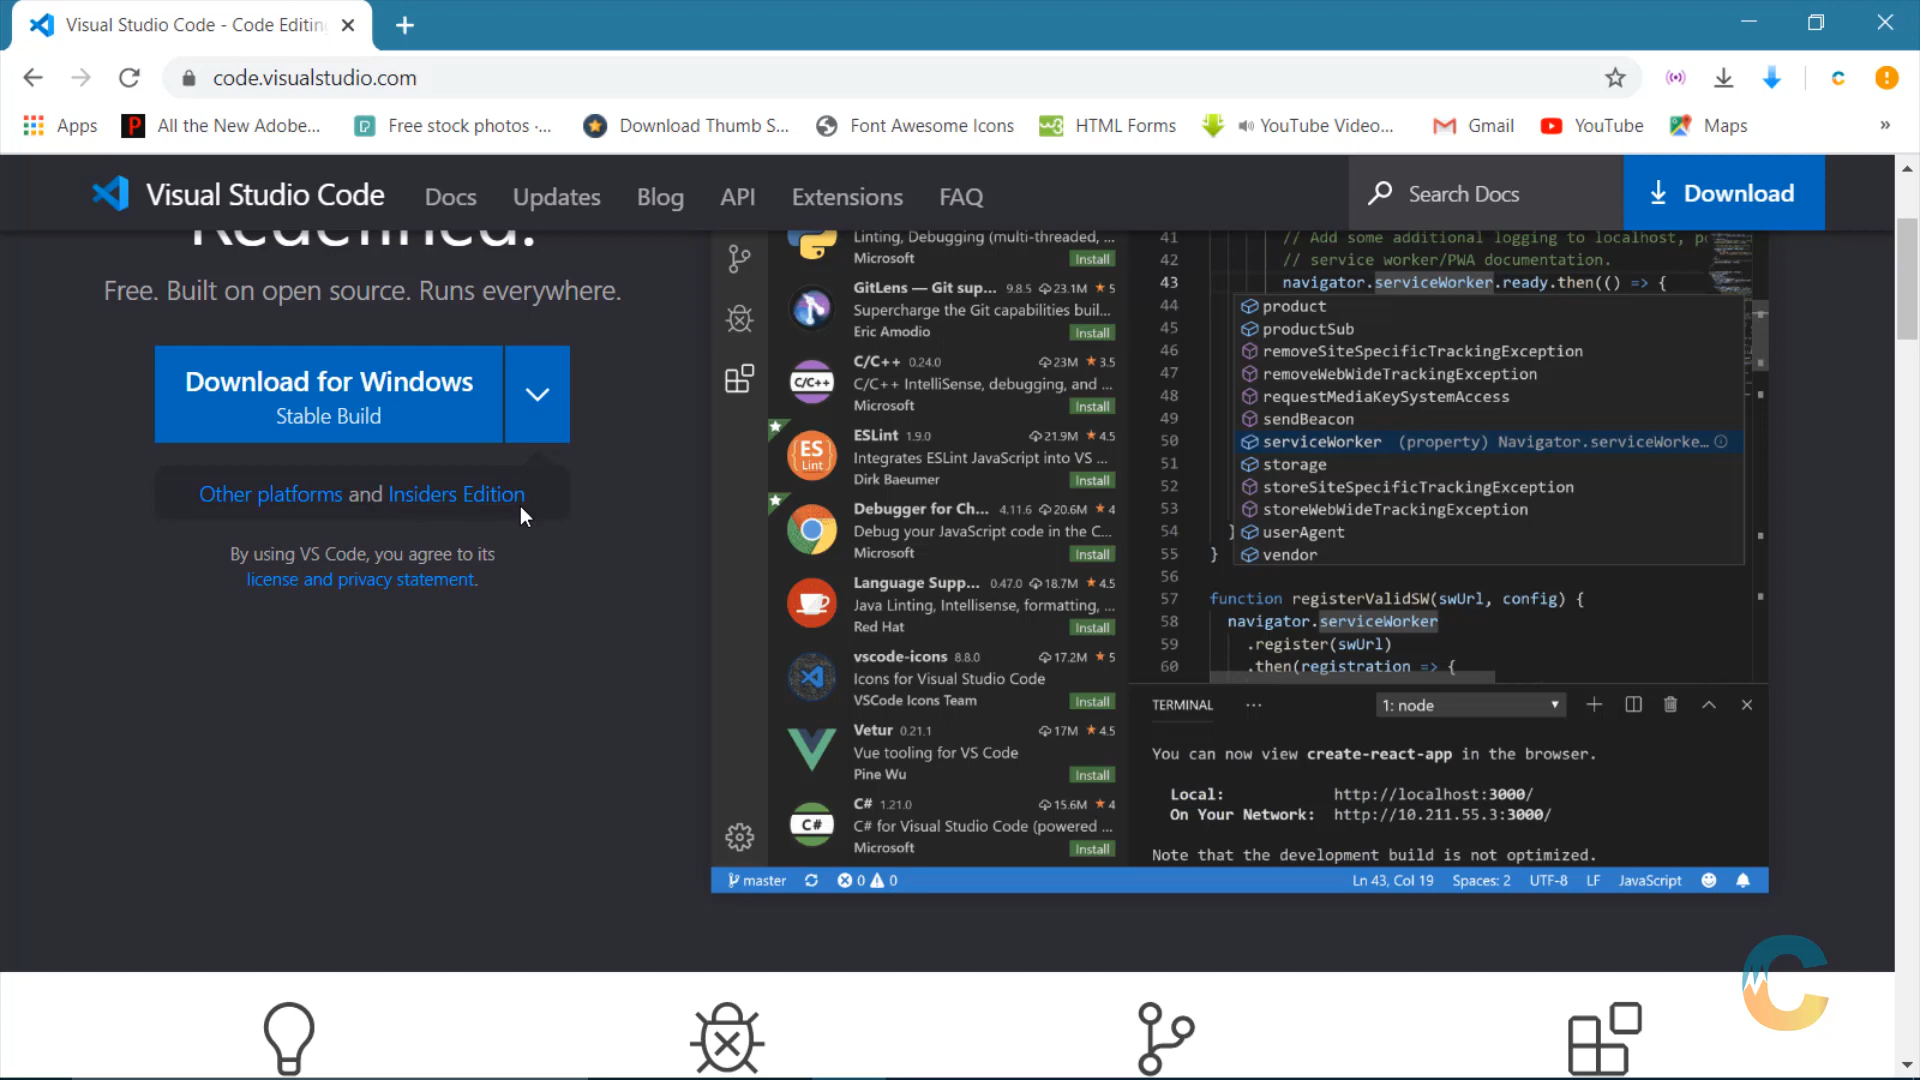 Visual Studio Code - Code Editin
code.visualstudio.com
Apps
All the New Adobe...
Free stock photos ·...
Download Thumb S...
Font Awesome Icons
HTML Forms
YouTube Video...
Gmail
YouTube
Maps
»
Visual Studio Code
Docs
Updates
Blog
API
Extensions
FAQ
Search Docs
Download
Redefined.
Free. Built on open source. Runs everywhere.
Download for Windows
Stable Build
Other platforms and Insiders Edition
By using VS Code, you agree to its
license and privacy statement.
Linting, Debugging (multi-threaded, ...
Microsoft Install
GitLens — Git sup... 9.8.5 23.1M ★ 5
Supercharge the Git capabilities buil...
Eric Amodio Install
C/C++ 0.24.0 23M ★ 3.5
C/C++
C/C++ IntelliSense, debugging, and ...
Microsoft Install
ESLint 1.9.0 21.9M ★ 4.5
ES
Lint
Integrates ESLint JavaScript into VS ...
Dirk Baeumer Install
Debugger for Ch... 4.11.6 20.6M ★ 4
Debug your JavaScript code in the C...
Microsoft Install
Language Supp... 0.47.0 18.7M ★ 4.5
Java Linting, Intellisense, formatting, ...
Red Hat Install
vscode-icons 8.8.0 17.2M ★ 5
Icons for Visual Studio Code
VSCode Icons Team Install
Vetur 0.21.1 17M ★ 4.5
Vue tooling for VS Code
Pine Wu Install
C# 1.21.0 15.6M ★ 4
C#
C# for Visual Studio Code (powered ...
Microsoft Install
41 // Add some additional logging to localhost, p
42 // service worker/PWA documentation.
43 navigator.serviceWorker.ready.then(() => {
44 product
45 productSub
46 removeSiteSpecificTrackingException
47 removeWebWideTrackingException
48 requestMediaKeySystemAccess
49 sendBeacon
50 serviceWorker (property) Navigator.serviceWorke...
51 storage
52 storeSiteSpecificTrackingException
53 storeWebWideTrackingException
54 } userAgent
55 } vendor
56
57 function registerValidSW(swUrl, config) {
58 navigator.serviceWorker
59 .register(swUrl)
60 .then(registration => {
TERMINAL ... 1: node
You can now view create-react-app in the browser.
Local: http://localhost:3000/
On Your Network: http://10.211.55.3:3000/
Note that the development build is not optimized.
master 0 0 Ln 43, Col 19 Spaces: 2 UTF-8 LF JavaScript
C